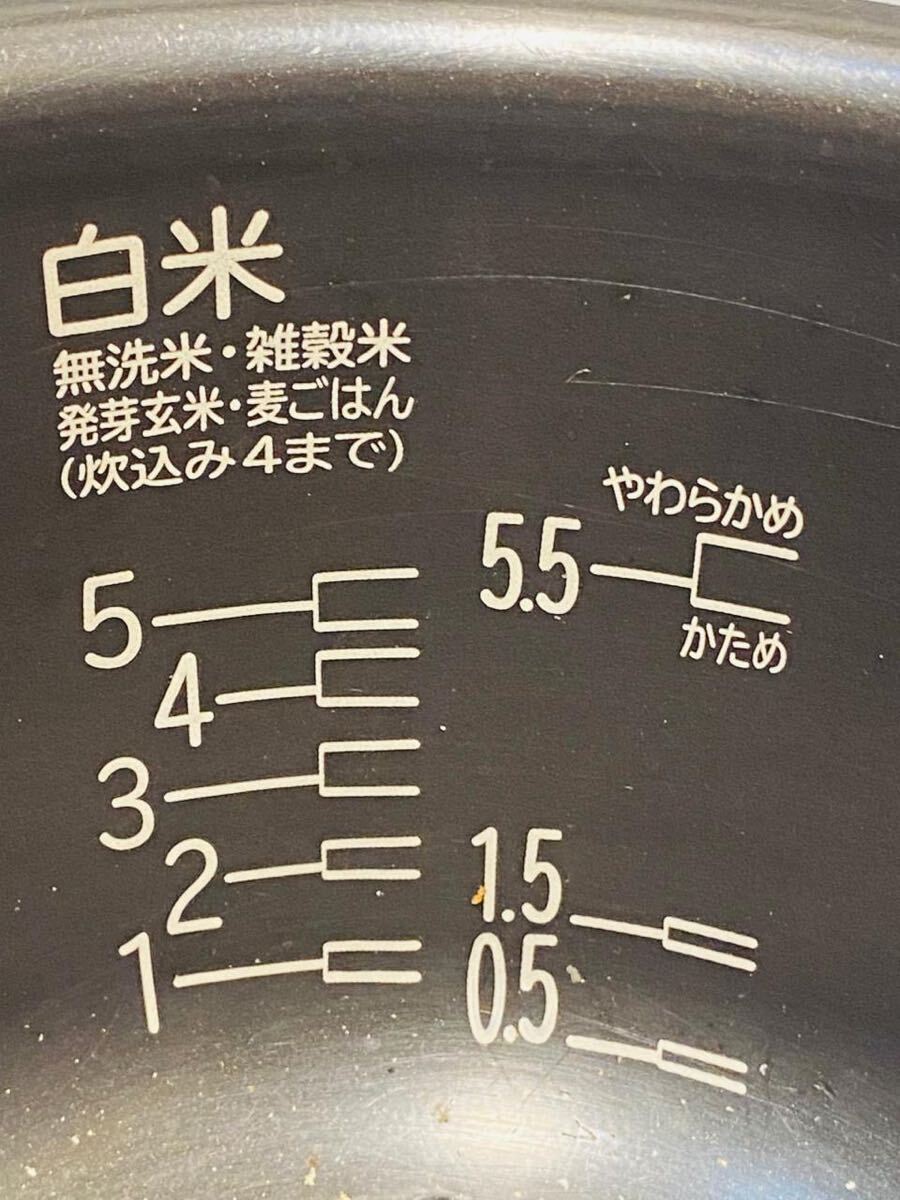 白米
無洗米・雑穀米
発芽玄米・麦ごはん
(炊込み4まで)
5
4
3
2
1
やわらかめ
5.5
かため
1.5
0.5